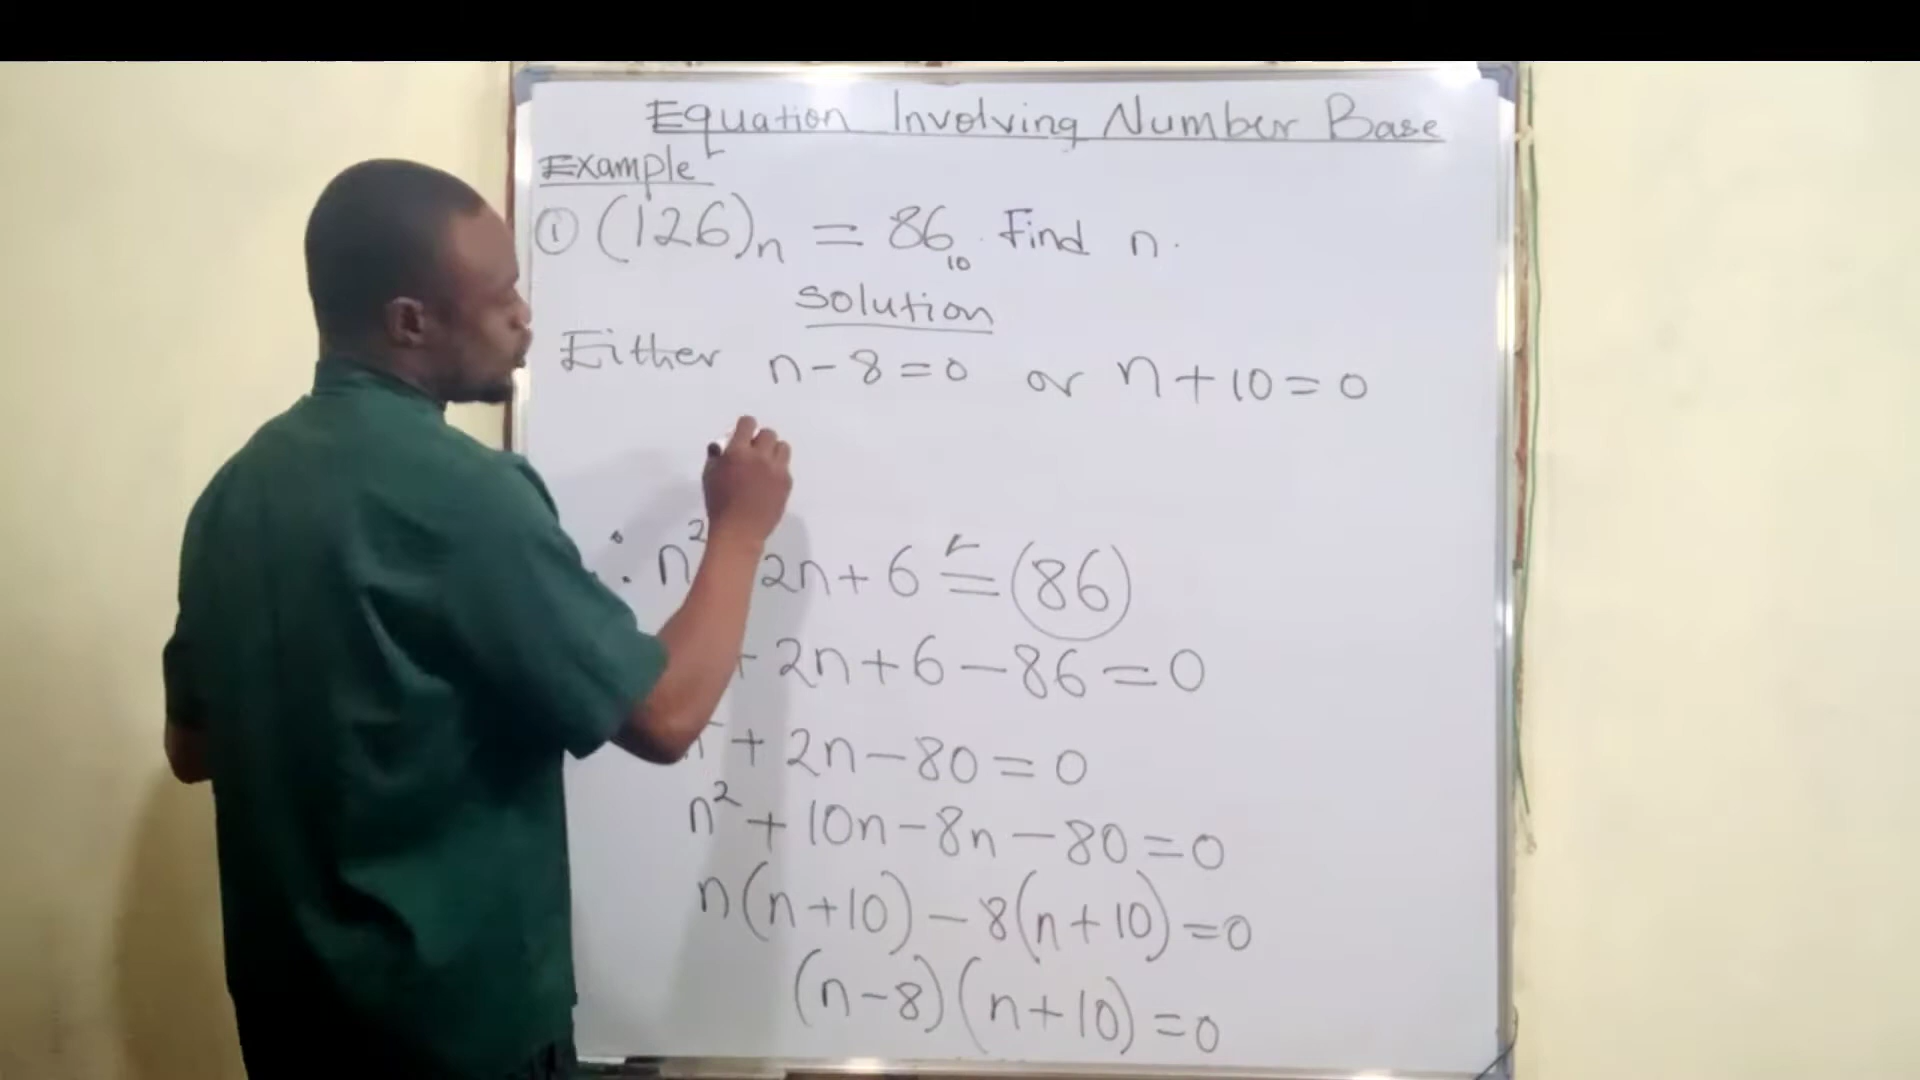 Equation Involving Number Base
Example
① (126)ₙ = 86₁₀. Find n.
Solution
Either n-8=0 or n+10=0
∴ n² 2n+6 = (86)
+ 2n+6-86=0
+ 2n-80=0
n²+10n-8n-80=0
n(n+10)-8(n+10)=0
(n-8)(n+10)=0